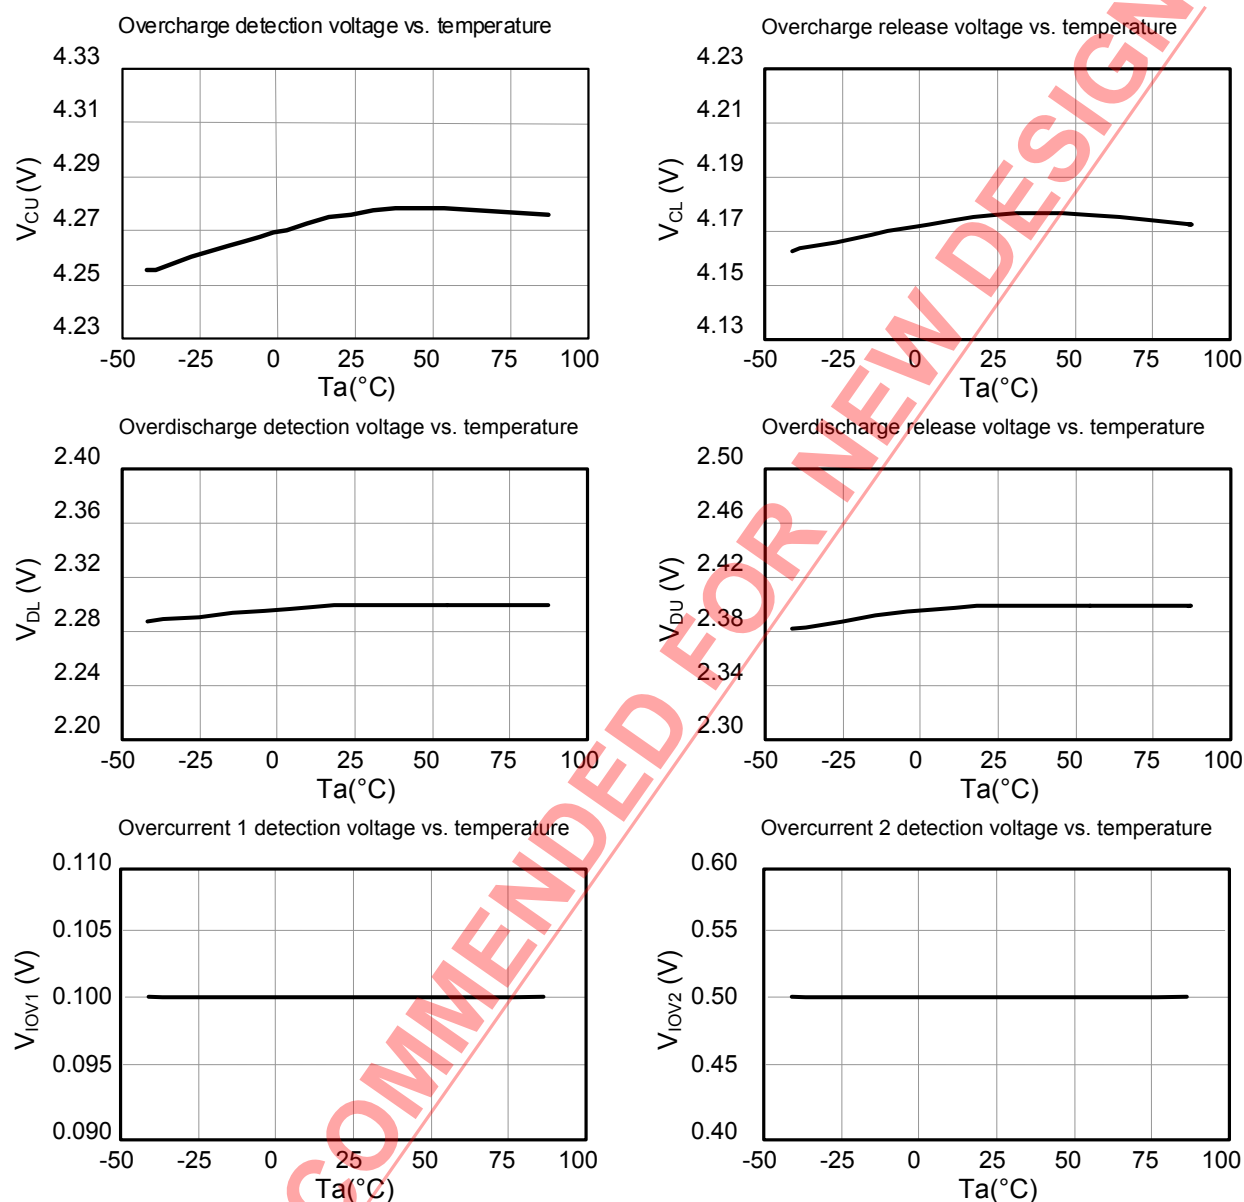 Overcharge detection voltage vs. temperature
4.33
4.31
4.29
4.27
4.25
4.23
VCU (V)
-50 -25 0 25 50 75 100
Ta(°C)
Overcharge release voltage vs. temperature
4.23
4.21
4.19
4.17
4.15
4.13
VCL (V)
-50 -25 0 25 50 75 100
Ta(°C)
Overdischarge detection voltage vs. temperature
2.40
2.36
2.32
2.28
2.24
2.20
VDL (V)
-50 -25 0 25 50 75 100
Ta(°C)
Overdischarge release voltage vs. temperature
2.50
2.46
2.42
2.38
2.34
2.30
VDU (V)
-50 -25 0 25 50 75 100
Ta(°C)
Overcurrent 1 detection voltage vs. temperature
0.110
0.105
0.100
0.095
0.090
VIOV1 (V)
-50 -25 0 25 50 75 100
Ta(°C)
Overcurrent 2 detection voltage vs. temperature
0.60
0.55
0.50
0.45
0.40
VIOV2 (V)
-50 -25 0 25 50 75 100
Ta(°C)
COMMENDED FOR NEW DESIGN